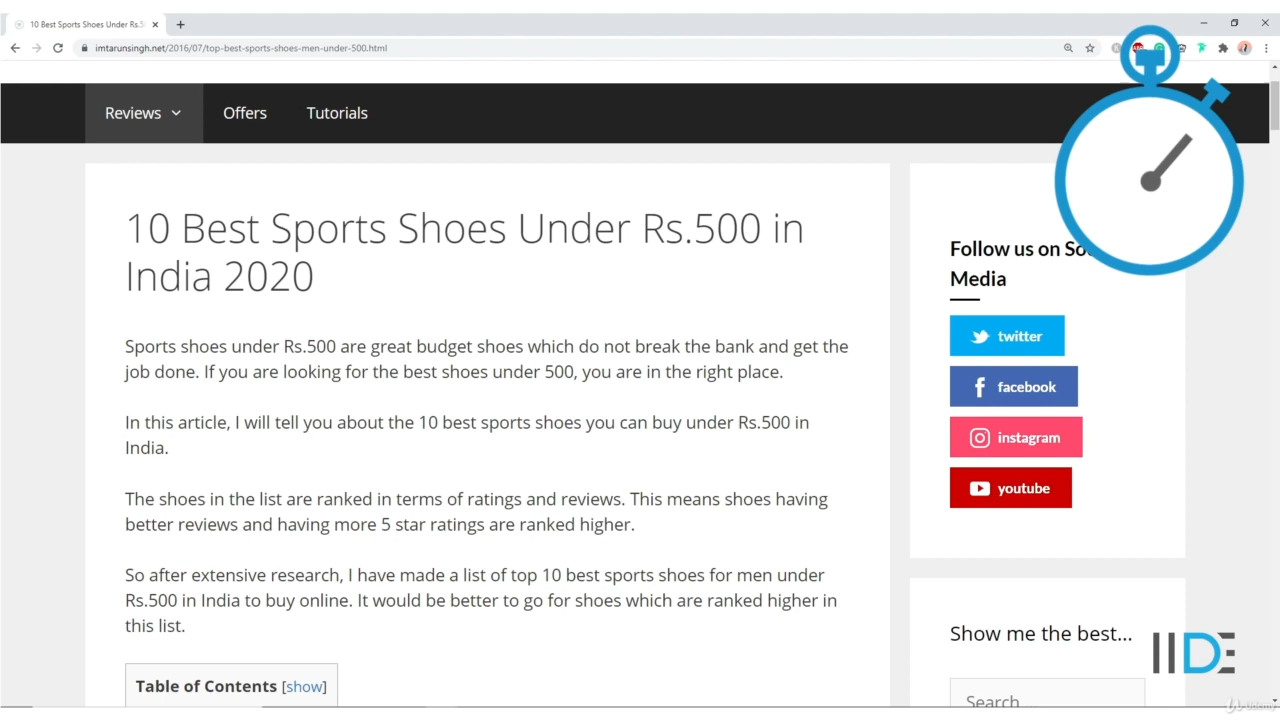 10 Best Sports Shoes Under Rs.5
imtarunsingh.net/2016/07/top-best-sports-shoes-men-under-500.html
Reviews Offers Tutorials
10 Best Sports Shoes Under Rs.500 in
India 2020
Sports shoes under Rs.500 are great budget shoes which do not break the bank and get the
job done. If you are looking for the best shoes under 500, you are in the right place.
In this article, I will tell you about the 10 best sports shoes you can buy under Rs.500 in
India.
The shoes in the list are ranked in terms of ratings and reviews. This means shoes having
better reviews and having more 5 star ratings are ranked higher.
So after extensive research, I have made a list of top 10 best sports shoes for men under
Rs.500 in India to buy online. It would be better to go for shoes which are ranked higher in
this list.
Table of Contents [show]
Follow us on So
Media
twitter
facebook
instagram
youtube
Show me the best...
Search
IIDE
Udemy